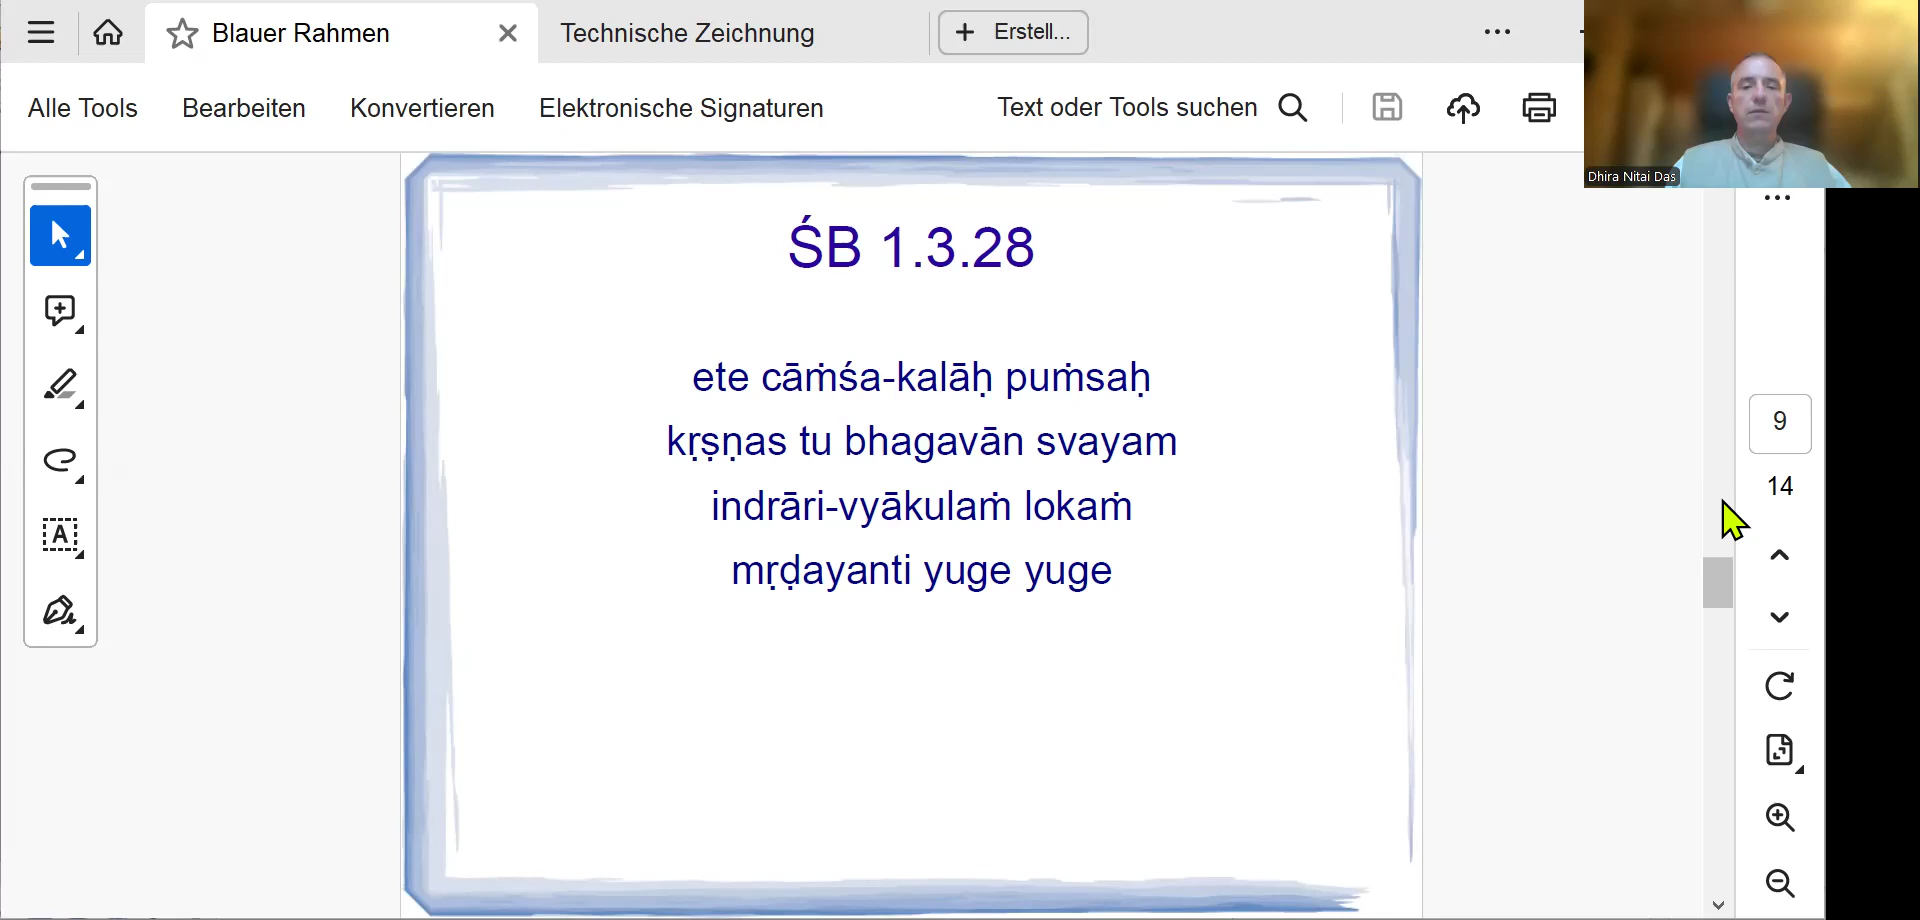 Blauer Rahmen
Technische Zeichnung
Erstell...
Alle Tools
Bearbeiten
Konvertieren
Elektronische Signaturen
Text oder Tools suchen
Dhira Nitai Das
ŚB 1.3.28
ete cāṁśa-kalāḥ puṁsaḥ
kṛṣṇas tu bhagavān svayam
indrāri-vyākulaṁ lokaṁ
mṛḍayanti yuge yuge
9
14